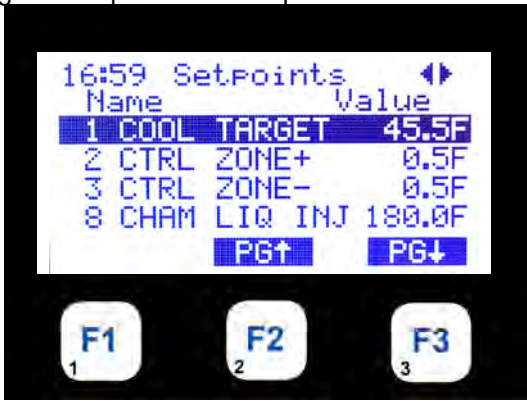 16:59 Setpoints ◀▶
Name Value
1 COOL TARGET 45.5F
2 CTRL ZONE+ 0.5F
3 CTRL ZONE- 0.5F
8 CHAM LIQ INJ 180.0F
PG↑ PG↓
F1 F2 F3
1 2 3